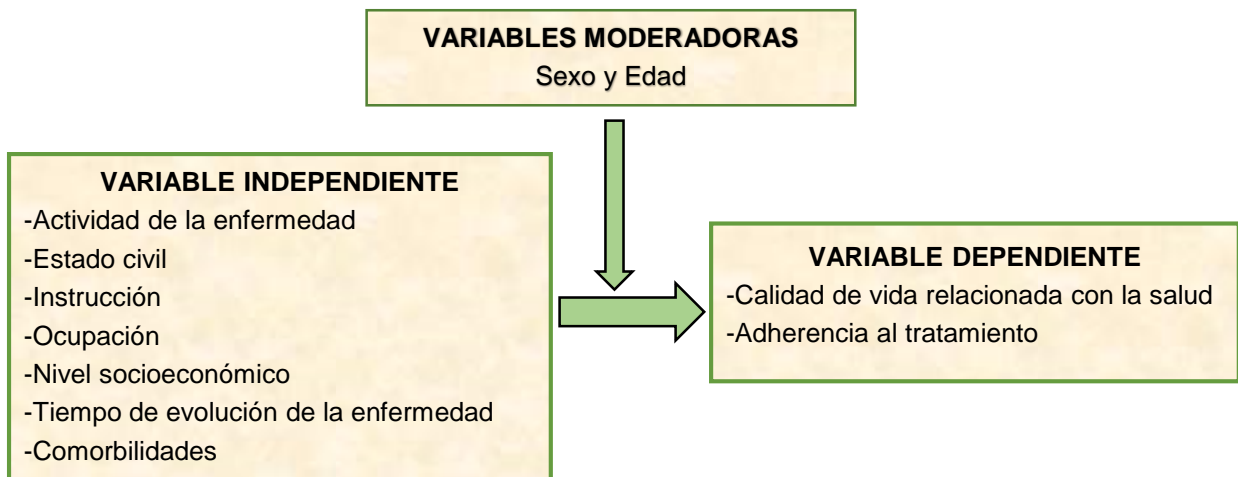 VARIABLES MODERADORAS
Sexo y Edad
VARIABLE INDEPENDIENTE
-Actividad de la enfermedad
-Estado civil
-Instrucción
-Ocupación
-Nivel socioeconómico
-Tiempo de evolución de la enfermedad
-Comorbilidades
VARIABLE DEPENDIENTE
-Calidad de vida relacionada con la salud
-Adherencia al tratamiento